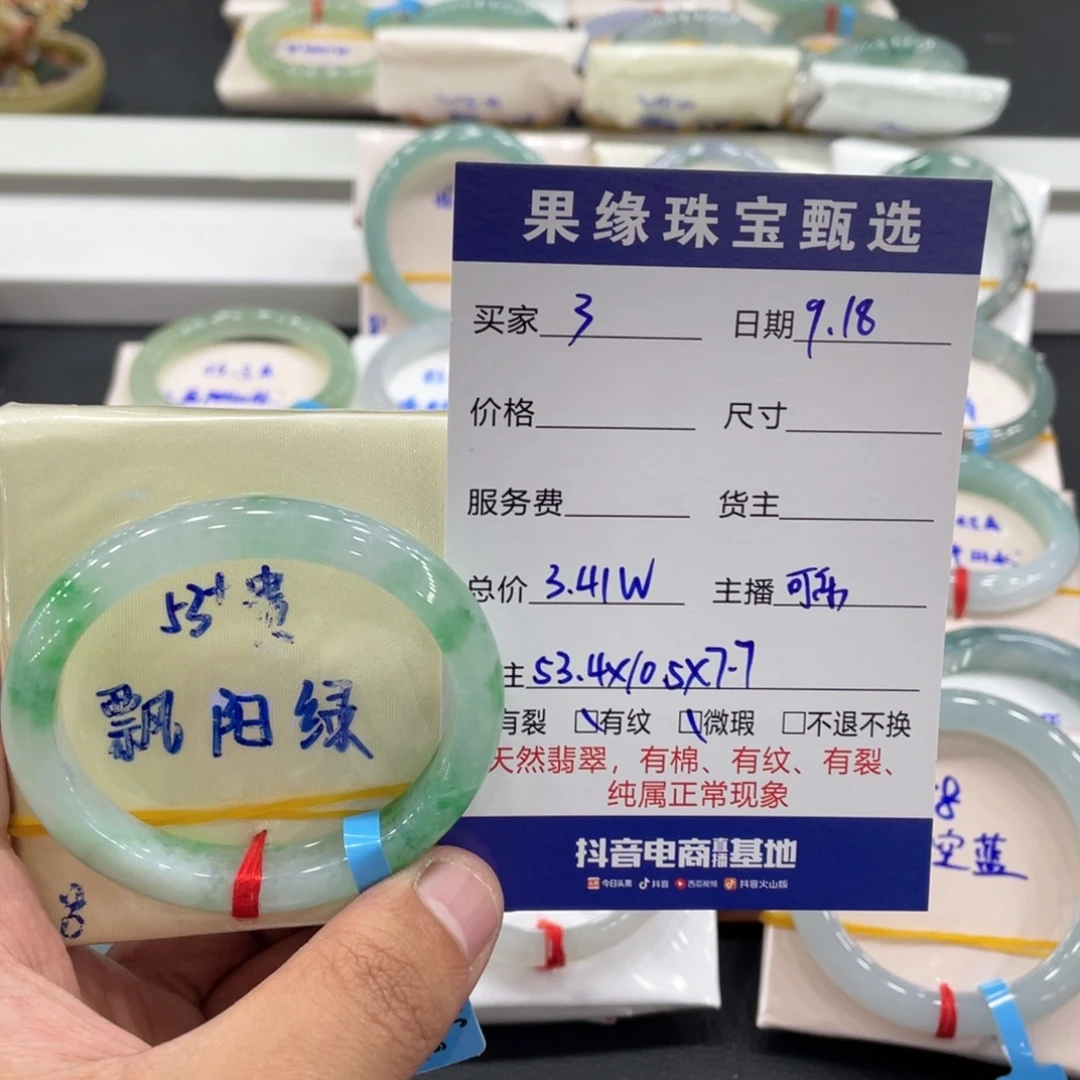 果缘珠宝甄选
买家 3 日期 9.18
价格 尺寸
服务费 货主
总价 3.41W 主播
主 53.4X10.5X7.7
有裂 有纹 微瑕 不退不换
天然翡翠，有棉、有纹、有裂、
纯属正常现象
抖音电商直播基地
今日头条 抖音 西瓜视频 抖音火山版
53+ 贵
飘阳绿
8
空蓝